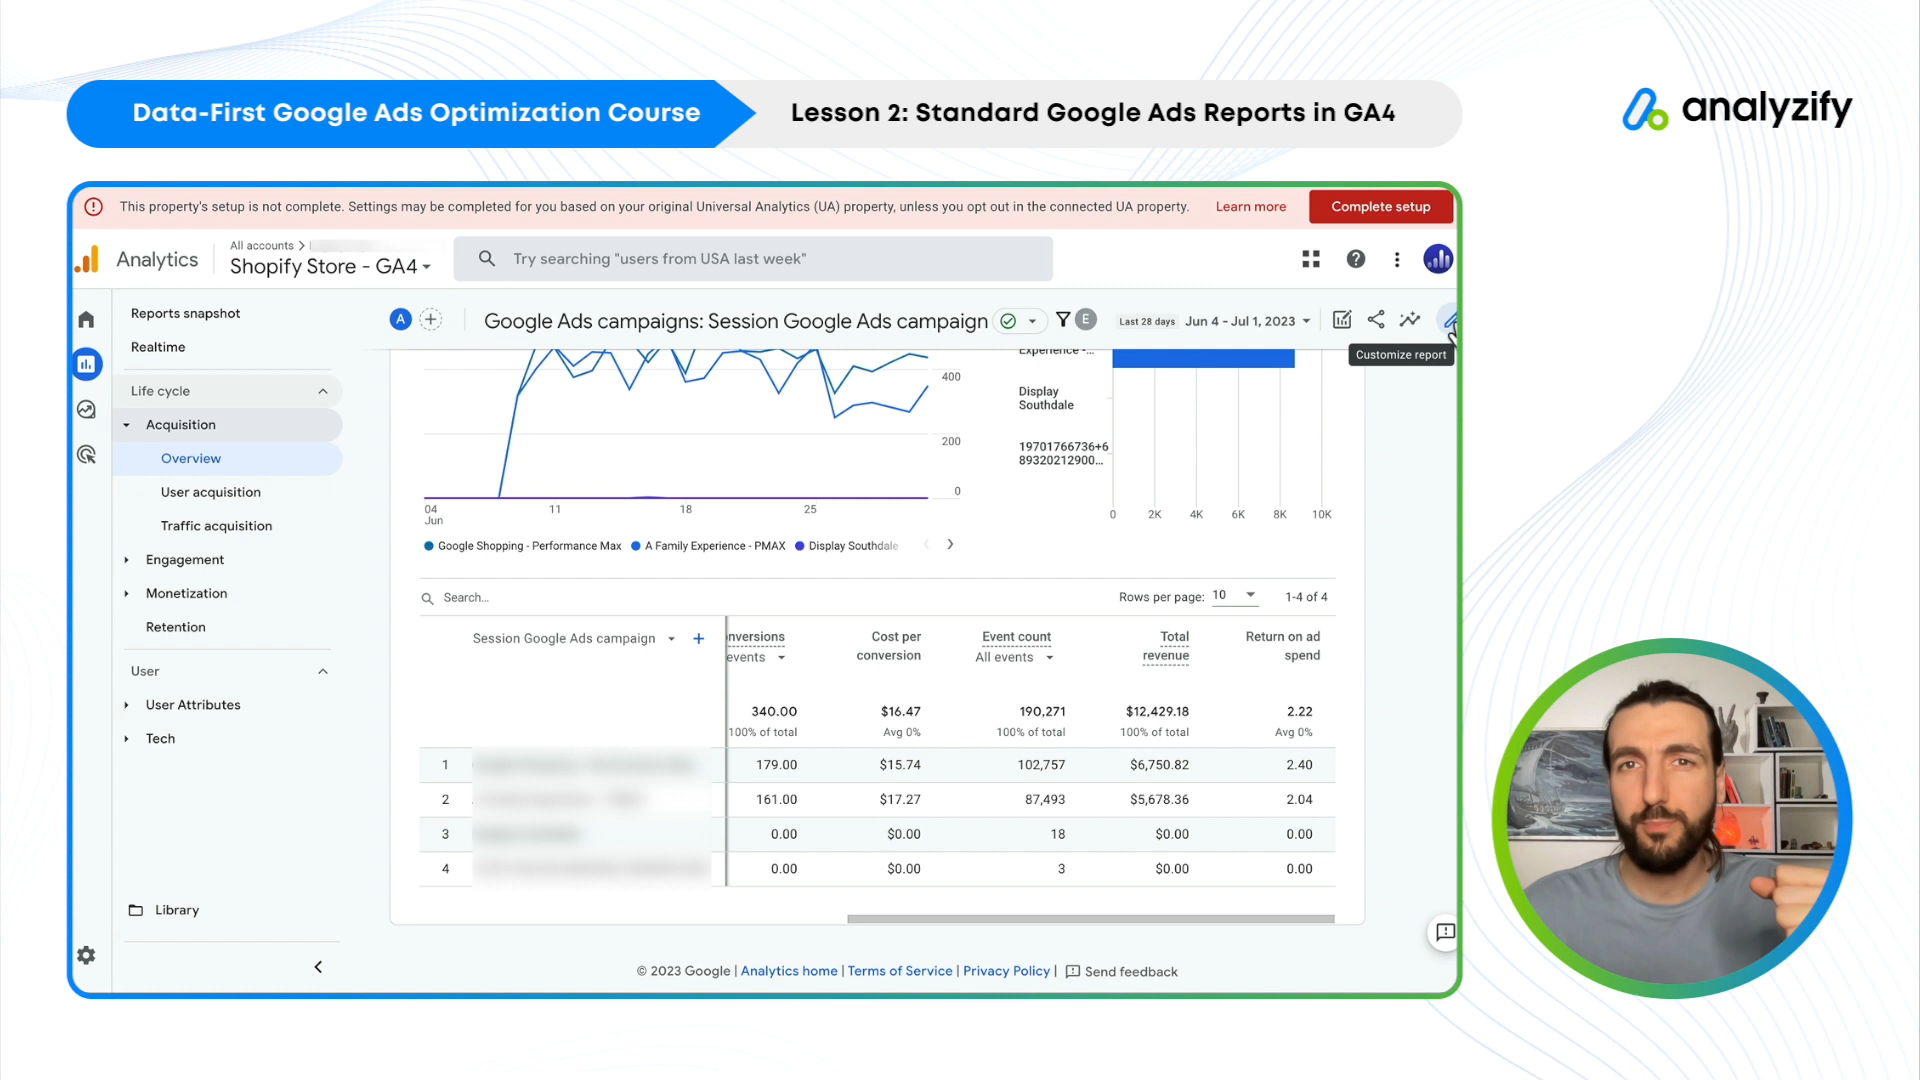 Data-First Google Ads Optimization Course
Lesson 2: Standard Google Ads Reports in GA4
analyzify
This property's setup is not complete. Settings may be completed for you based on your original Universal Analytics (UA) property, unless you opt out in the connected UA property.
Learn more
Complete setup
Analytics
All accounts >
Shopify Store - GA4
Try searching "users from USA last week"
Reports snapshot
Realtime
Life cycle
Acquisition
Overview
User acquisition
Traffic acquisition
Engagement
Monetization
Retention
User
User Attributes
Tech
Library
A
Google Ads campaigns: Session Google Ads campaign
E
Last 28 days
Jun 4 - Jul 1, 2023
Customize report
400
200
0
04
Jun
11
18
25
Google Shopping - Performance Max
A Family Experience - PMAX
Display Southdale
Experience -...
Display
Southdale
19701766736+6
89320212900...
0 2K 4K 6K 8K 10K
Search...
Rows per page: 10
1-4 of 4
Session Google Ads campaign
nversions
events
Cost per
conversion
Event count
All events
Total
revenue
Return on ad
spend
340.00 $16.47 190,271 $12,429.18 2.22
100% of total Avg 0% 100% of total 100% of total Avg 0%
1 179.00 $15.74 102,757 $6,750.82 2.40
2 161.00 $17.27 87,493 $5,678.36 2.04
3 0.00 $0.00 18 $0.00 0.00
4 0.00 $0.00 3 $0.00 0.00
© 2023 Google | Analytics home | Terms of Service | Privacy Policy | Send feedback